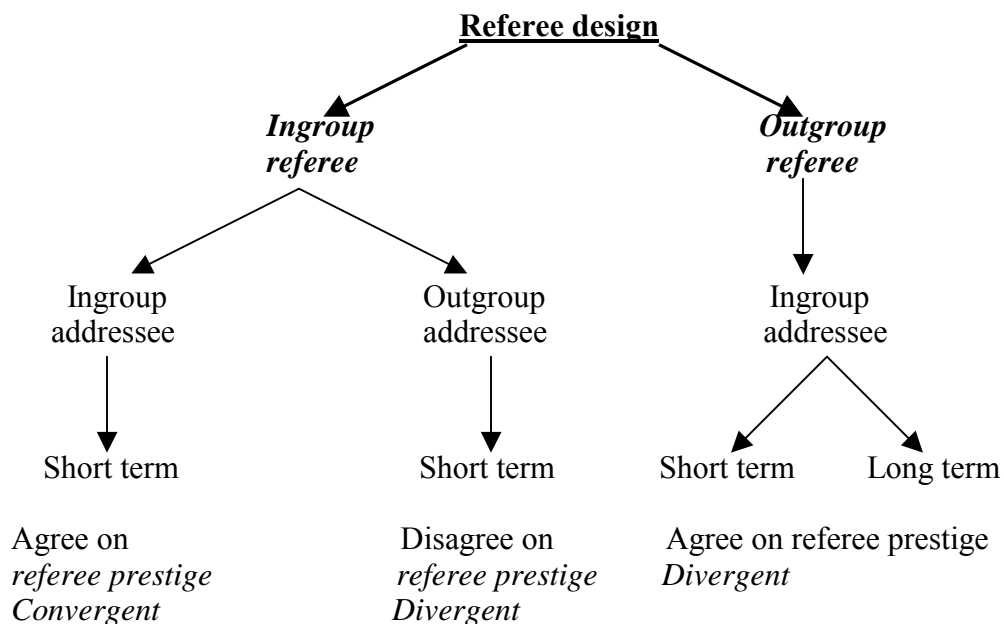 Referee design
Ingroup
referee
Outgroup
referee
Ingroup
addressee
Outgroup
addressee
Ingroup
addressee
Short term
Short term
Short term
Long term
Agree on
referee prestige
Convergent
Disagree on
referee prestige
Divergent
Agree on referee prestige
Divergent